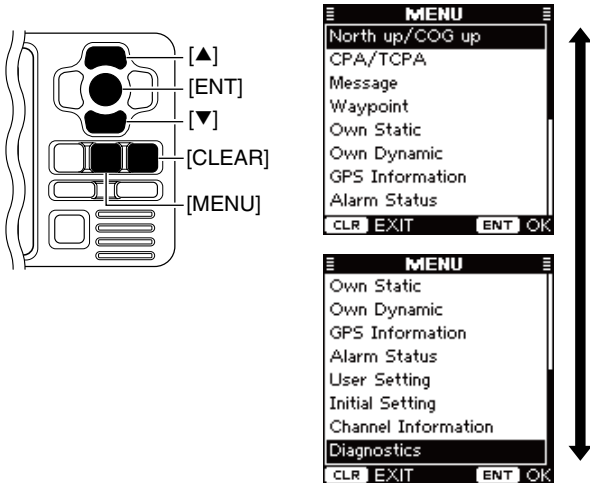 [▲]
[ENT]
[▼]
[CLEAR]
[MENU]
MENU
North up/COG up
CPA/TCPA
Message
Waypoint
Own Static
Own Dynamic
GPS Information
Alarm Status
CLR EXIT ENT OK
MENU
Own Static
Own Dynamic
GPS Information
Alarm Status
User Setting
Initial Setting
Channel Information
Diagnostics
CLR EXIT ENT OK